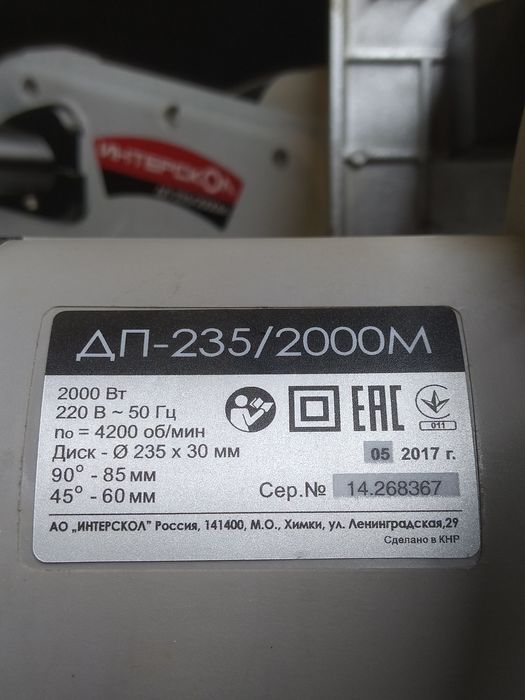 ИНТЕРСКОЛ
ДП-235/2000М
2000 Вт
220 В ~ 50 Гц
no = 4200 об/мин
Диск - Ø 235 x 30 мм
90° - 85 мм
45° - 60 мм
EAC
011
05 2017 г.
Сер.№ 14.268367
АО „ИНТЕРСКОЛ" Россия, 141400, М.О., Химки, ул. Ленинградская,29
Сделано в КНР